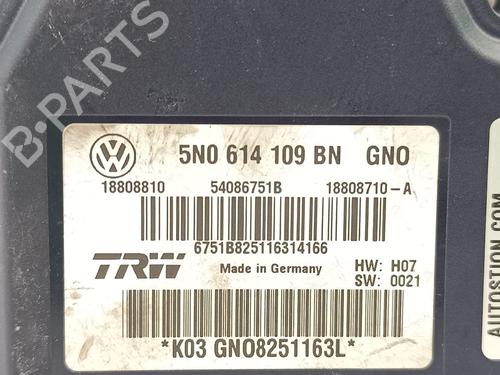 5N0 614 109 BN GNO
18808810 54086751B 18808710-A
6751B825116314166
TRW Made in Germany HW: H07
SW: 0021
*K03 GNO8251163L*
AUTOSTION.COM
B-PARTS